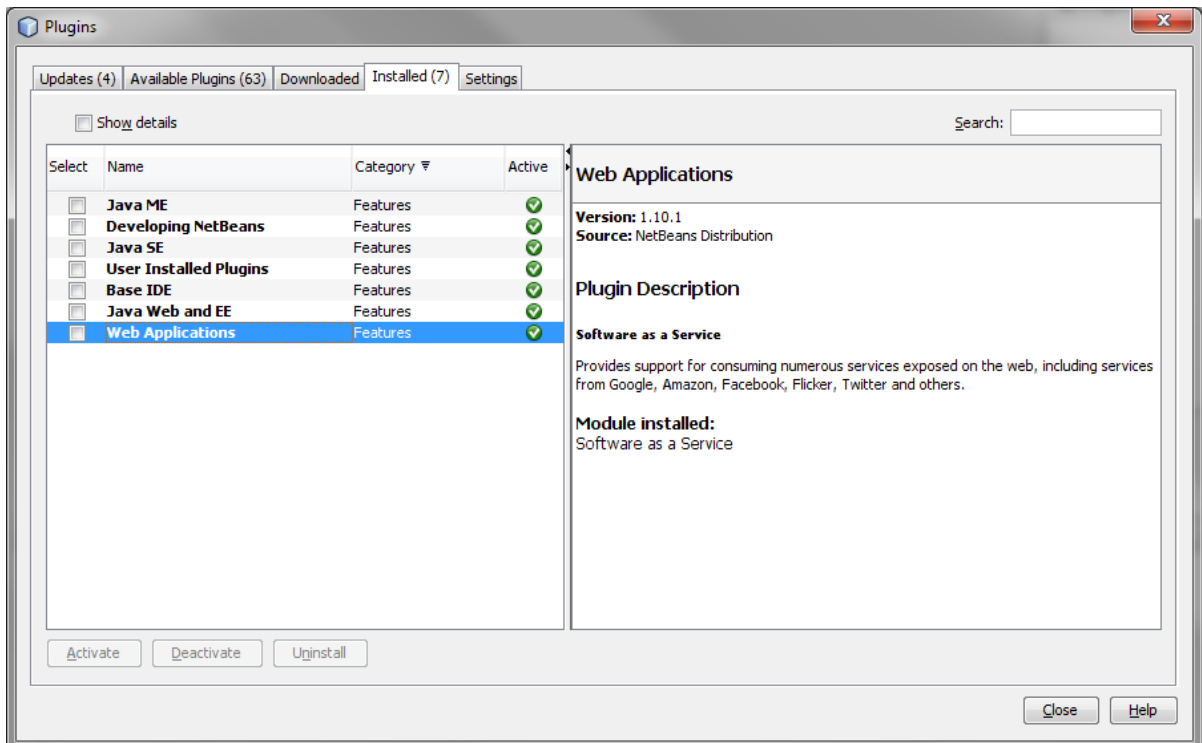 Plugins
Updates (4) Available Plugins (63) Downloaded Installed (7) Settings
Show details Search:
Select Name Category Active
Java ME Features
Developing NetBeans Features
Java SE Features
User Installed Plugins Features
Base IDE Features
Java Web and EE Features
Web Applications Features
Web Applications
Version: 1.10.1
Source: NetBeans Distribution
Plugin Description
Software as a Service
Provides support for consuming numerous services exposed on the web, including services
from Google, Amazon, Facebook, Flicker, Twitter and others.
Module installed:
Software as a Service
Activate Deactivate Uninstall
Close Help